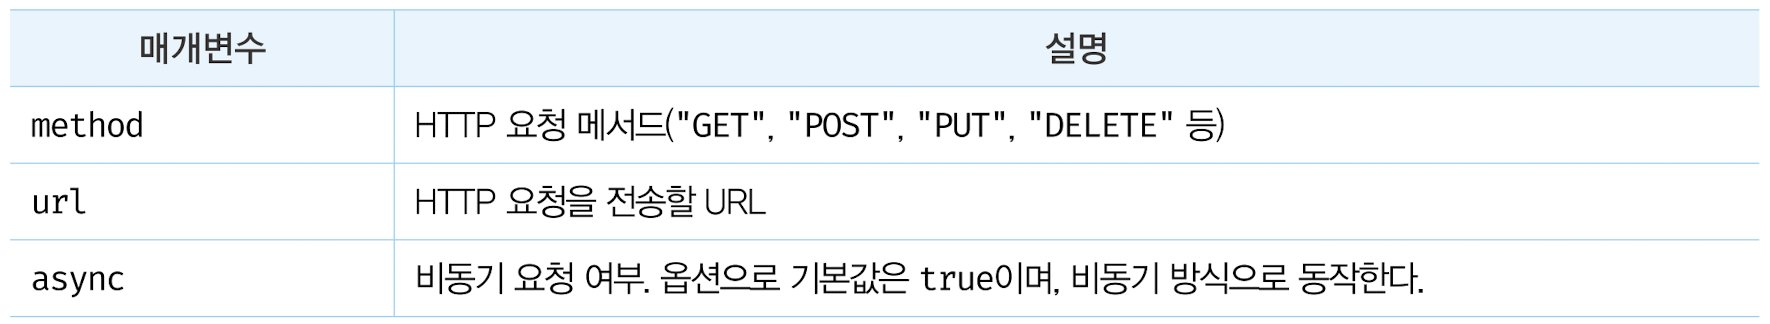 매개변수 설명
method HTTP 요청 메서드("GET", "POST", "PUT", "DELETE" 등)
url HTTP 요청을 전송할 URL
async 비동기 요청 여부. 옵션으로 기본값은 true이며, 비동기 방식으로 동작한다.